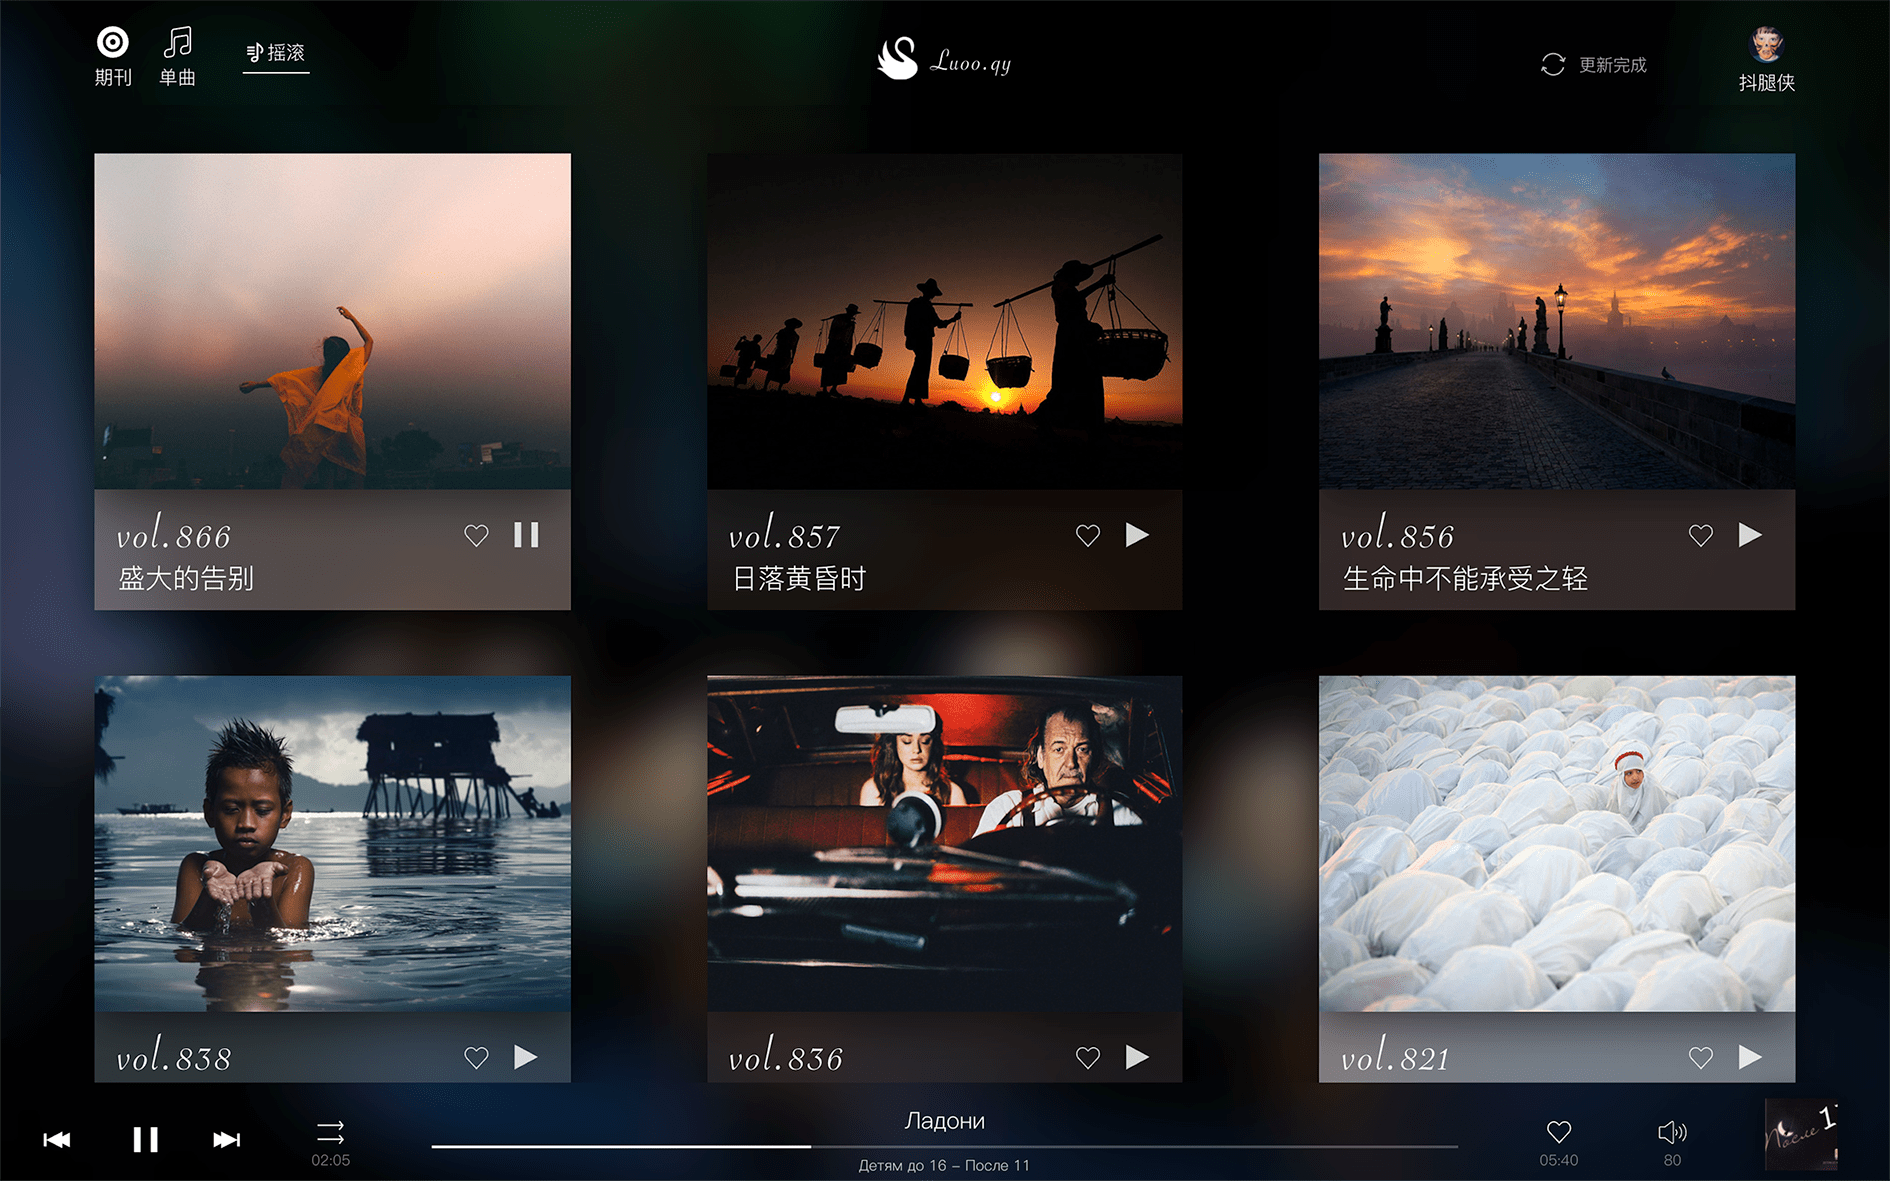 期刊
单曲
摇滚
Luoo.qy
更新完成
抖腿侠
vol.866
盛大的告别
vol.857
日落黄昏时
vol.856
生命中不能承受之轻
vol.838
vol.836
vol.821
02:05
Ладони
Детям до 16 – После 11
05:40
80
После 1